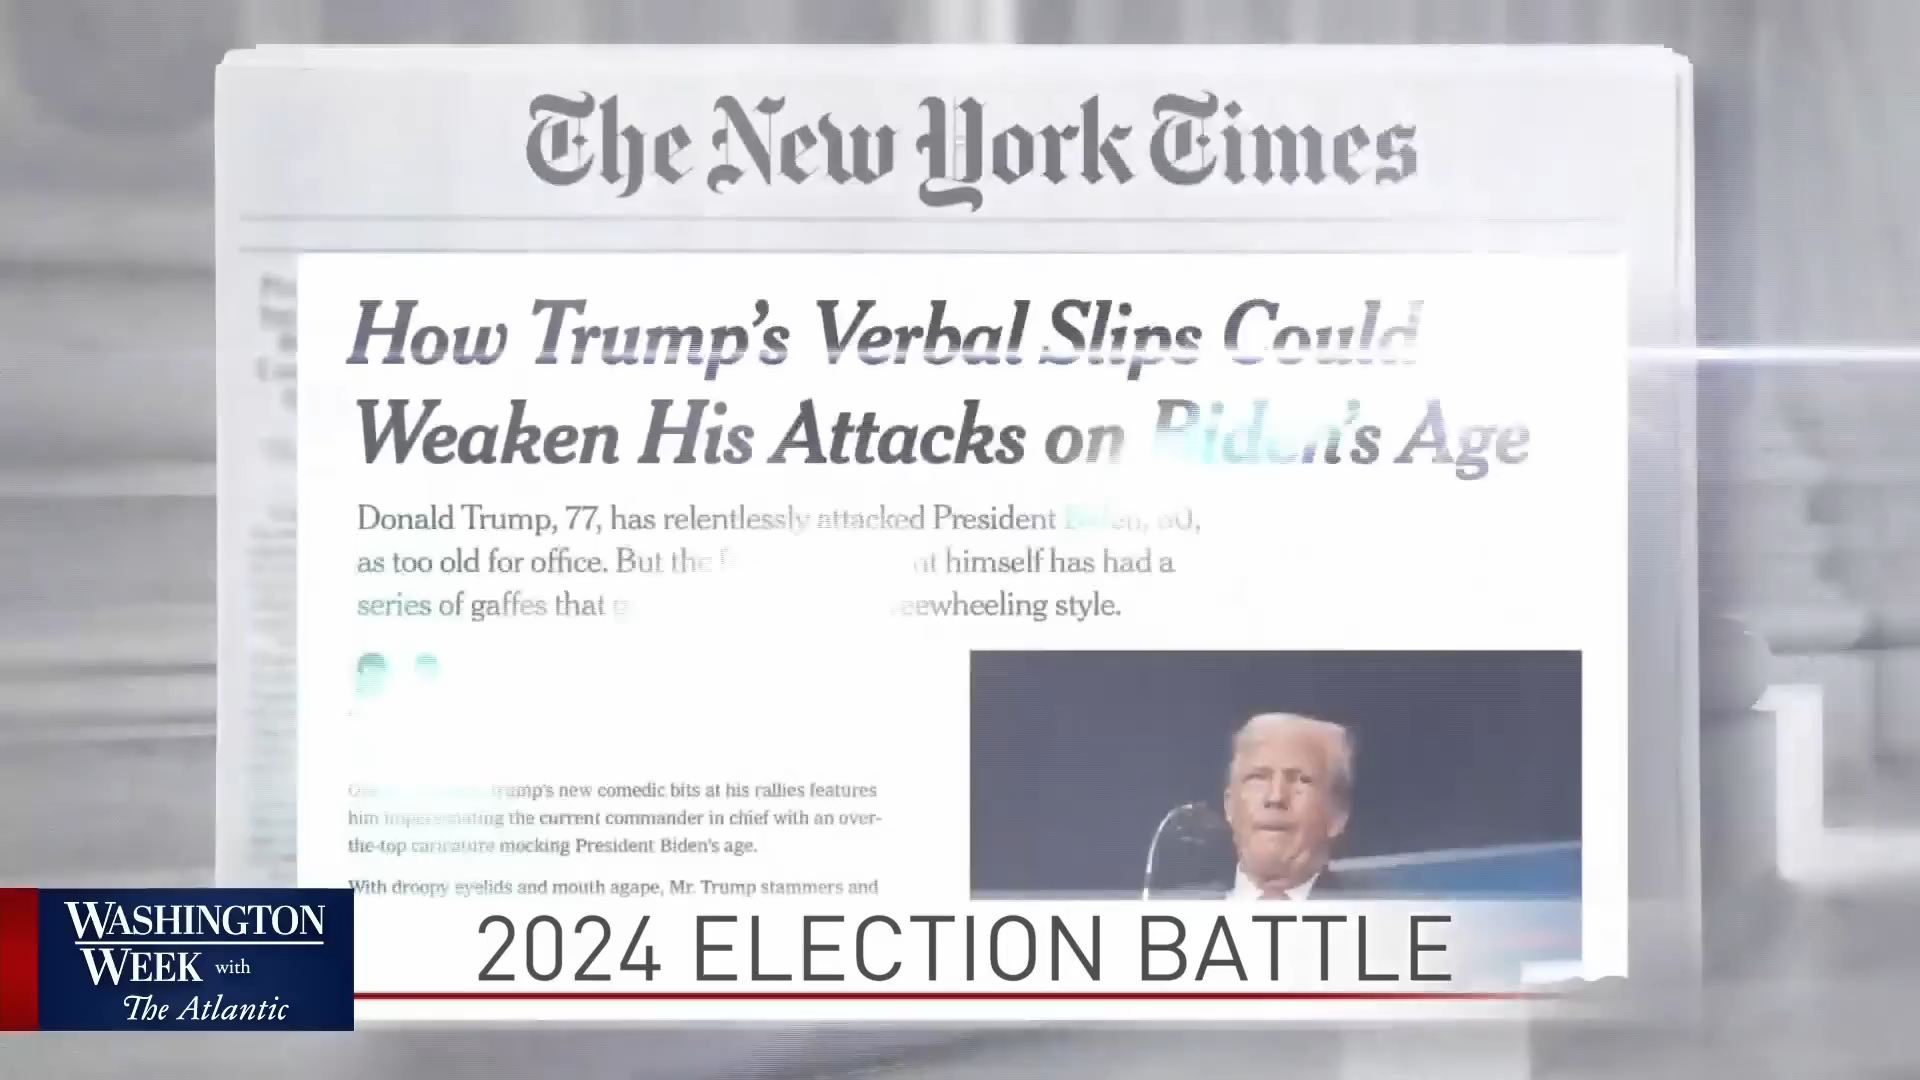 The New York Times
How Trump's Verbal Slips Could
Weaken His Attacks on Biden's Age
Donald Trump, 77, has relentlessly attacked President
as too old for office. But the himself has had a
series of gaffes that style.
Trump's new comedic bits at his rallies features
him impersonating the current commander in chief with an over-
the-top caricature mocking President Biden's age.
With droopy eyelids and mouth agape, Mr. Trump stammers and
2024 ELECTION BATTLE
WASHINGTON
WEEK with
The Atlantic